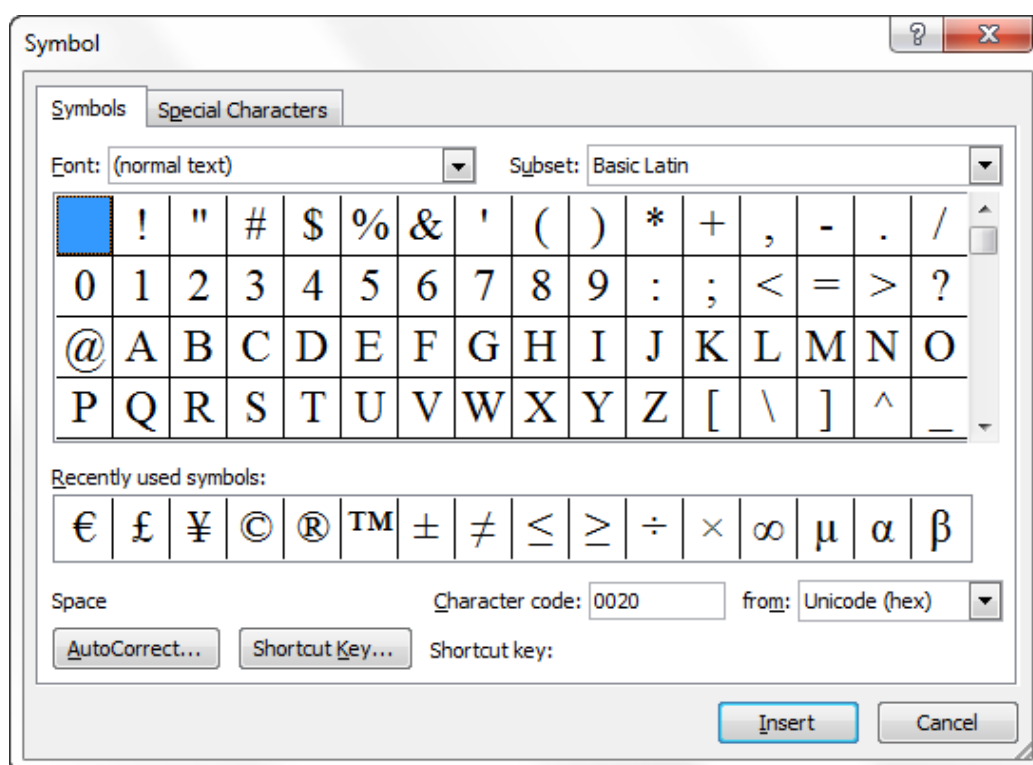 Symbol ?
Symbols Special Characters
Font: (normal text) Subset: Basic Latin
! " # $ % & ' ( ) * + , - . /
0 1 2 3 4 5 6 7 8 9 : ; < = > ?
@ A B C D E F G H I J K L M N O
P Q R S T U V W X Y Z [ \ ] ^ _
Recently used symbols:
€ £ ¥ © ® ™ ± ≠ ≤ ≥ ÷ × ∞ µ α β
Space Character code: 0020 from: Unicode (hex)
AutoCorrect... Shortcut Key... Shortcut key:
Insert Cancel